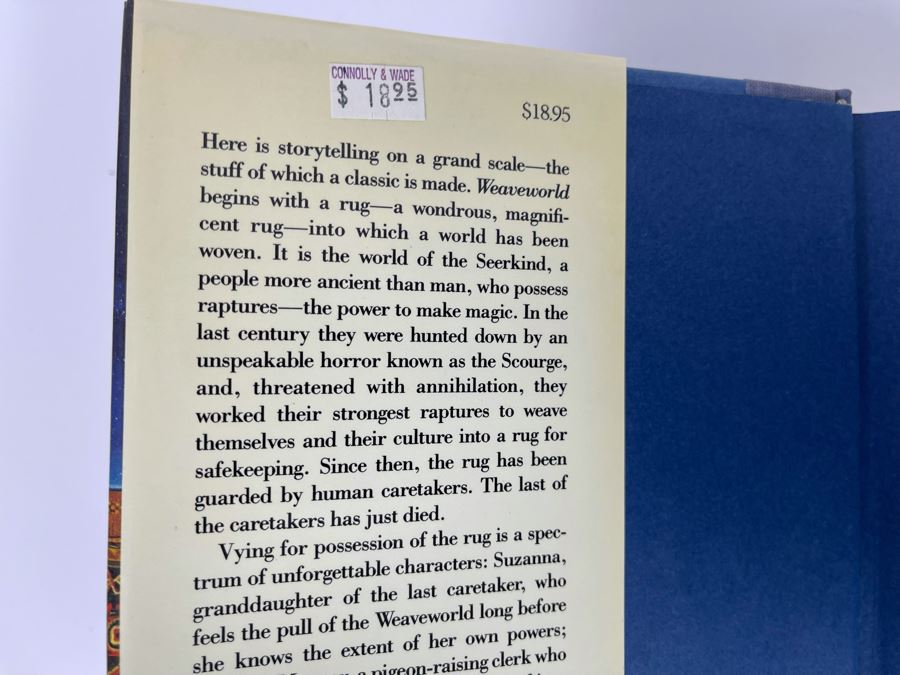 CONNOLLY & WADE
$ 18.95
$18.95
Here is storytelling on a grand scale—the
stuff of which a classic is made. Weaveworld
begins with a rug—a wondrous, magnifi-
cent rug—into which a world has been
woven. It is the world of the Seerkind, a
people more ancient than man, who possess
raptures—the power to make magic. In the
last century they were hunted down by an
unspeakable horror known as the Scourge,
and, threatened with annihilation, they
worked their strongest raptures to weave
themselves and their culture into a rug for
safekeeping. Since then, the rug has been
guarded by human caretakers. The last of
the caretakers has just died.
Vying for possession of the rug is a spec-
trum of unforgettable characters: Suzanna,
granddaughter of the last caretaker, who
feels the pull of the Weaveworld long before
she knows the extent of her own powers;
a pigeon-raising clerk who